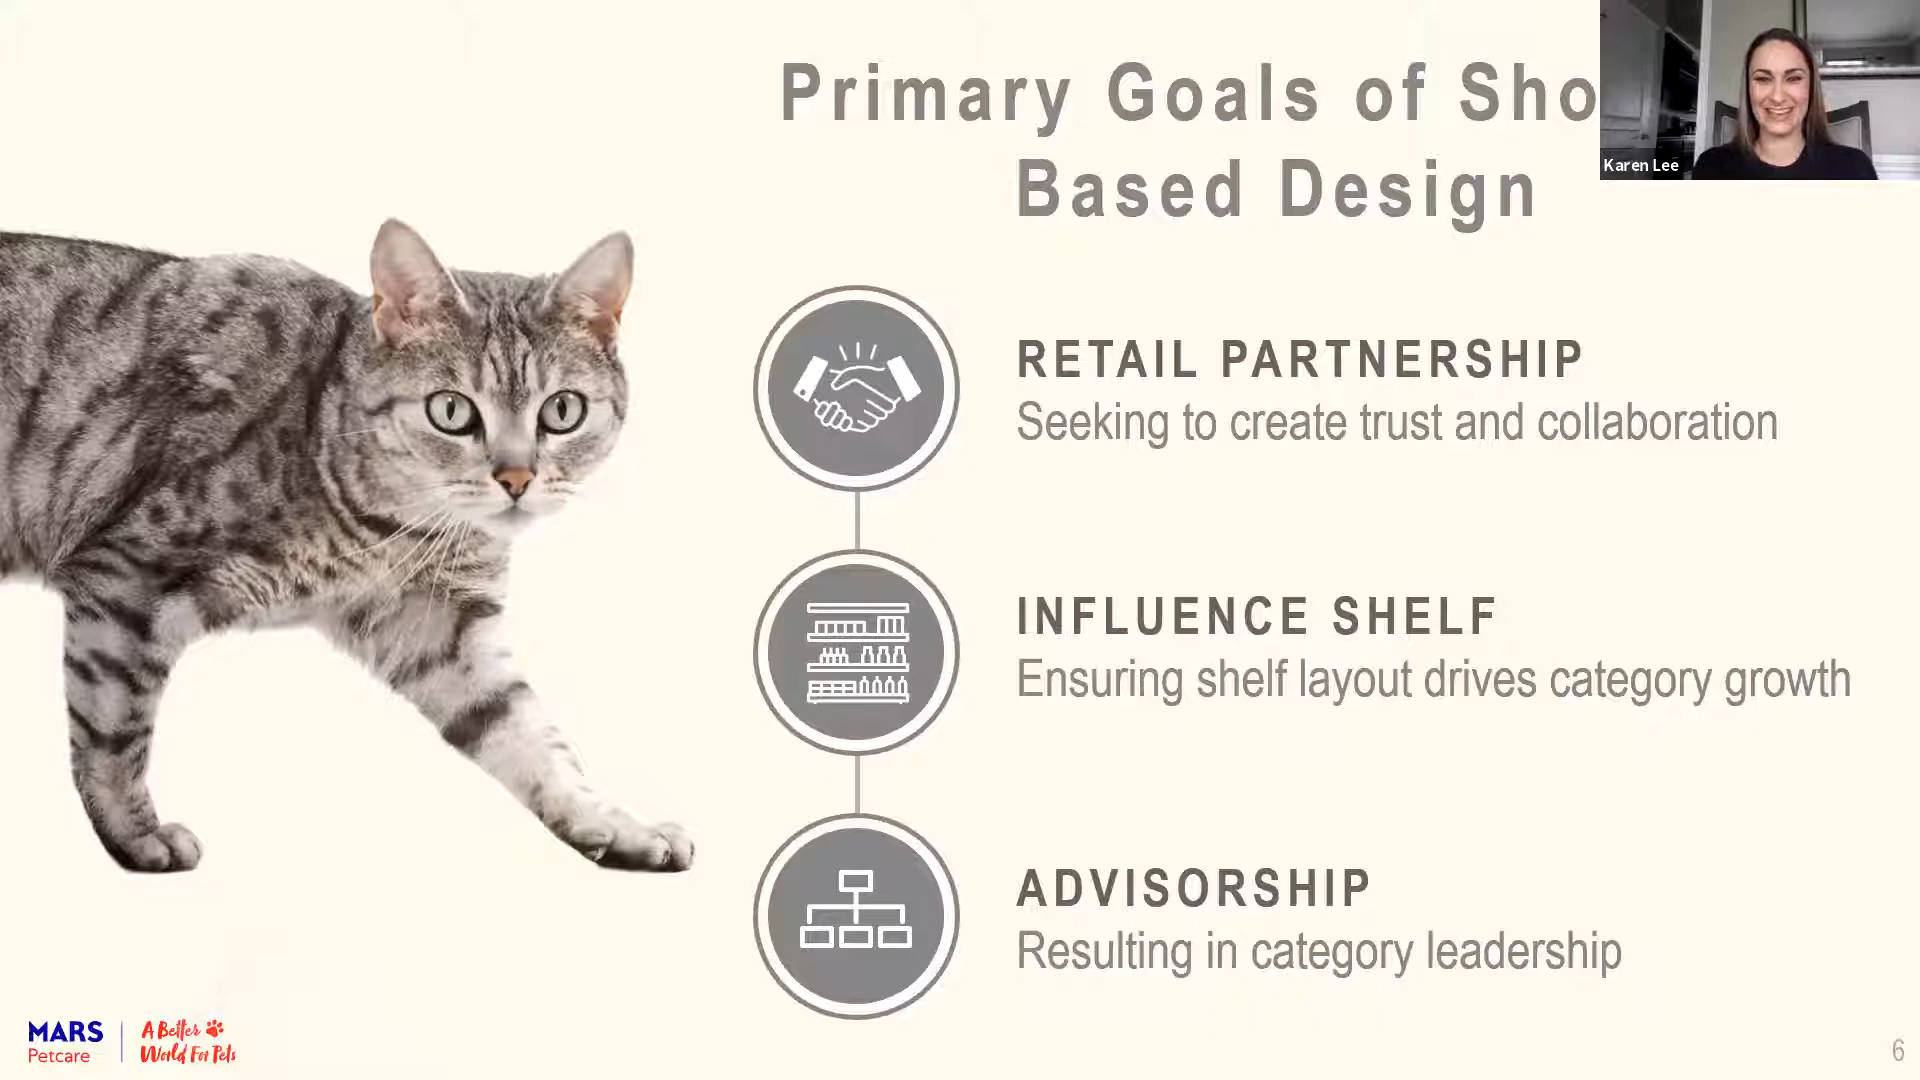 Primary Goals of Sho
Based Design
Karen Lee
RETAIL PARTNERSHIP
Seeking to create trust and collaboration
INFLUENCE SHELF
Ensuring shelf layout drives category growth
ADVISORSHIP
Resulting in category leadership
MARS
Petcare
A Better
World For Pets
6